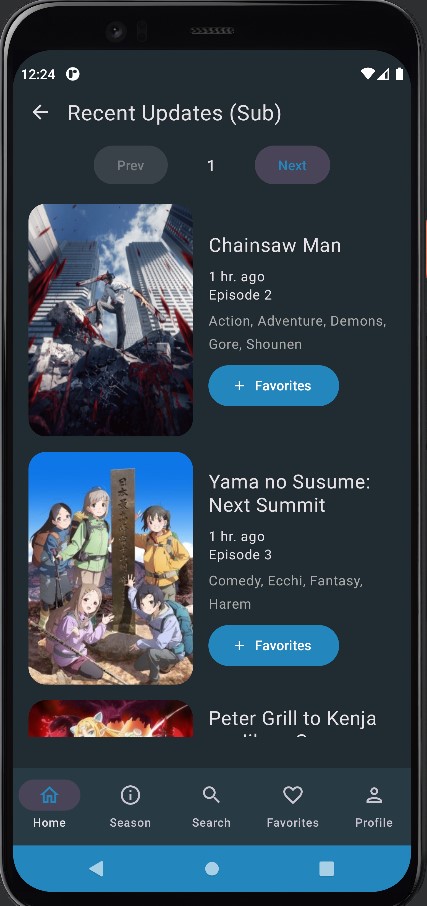 12:24
Recent Updates (Sub)
Prev 1 Next
Chainsaw Man
1 hr. ago
Episode 2
Action, Adventure, Demons,
Gore, Shounen
+ Favorites
Yama no Susume:
Next Summit
1 hr. ago
Episode 3
Comedy, Ecchi, Fantasy,
Harem
+ Favorites
Peter Grill to Kenja
Home Season Search Favorites Profile